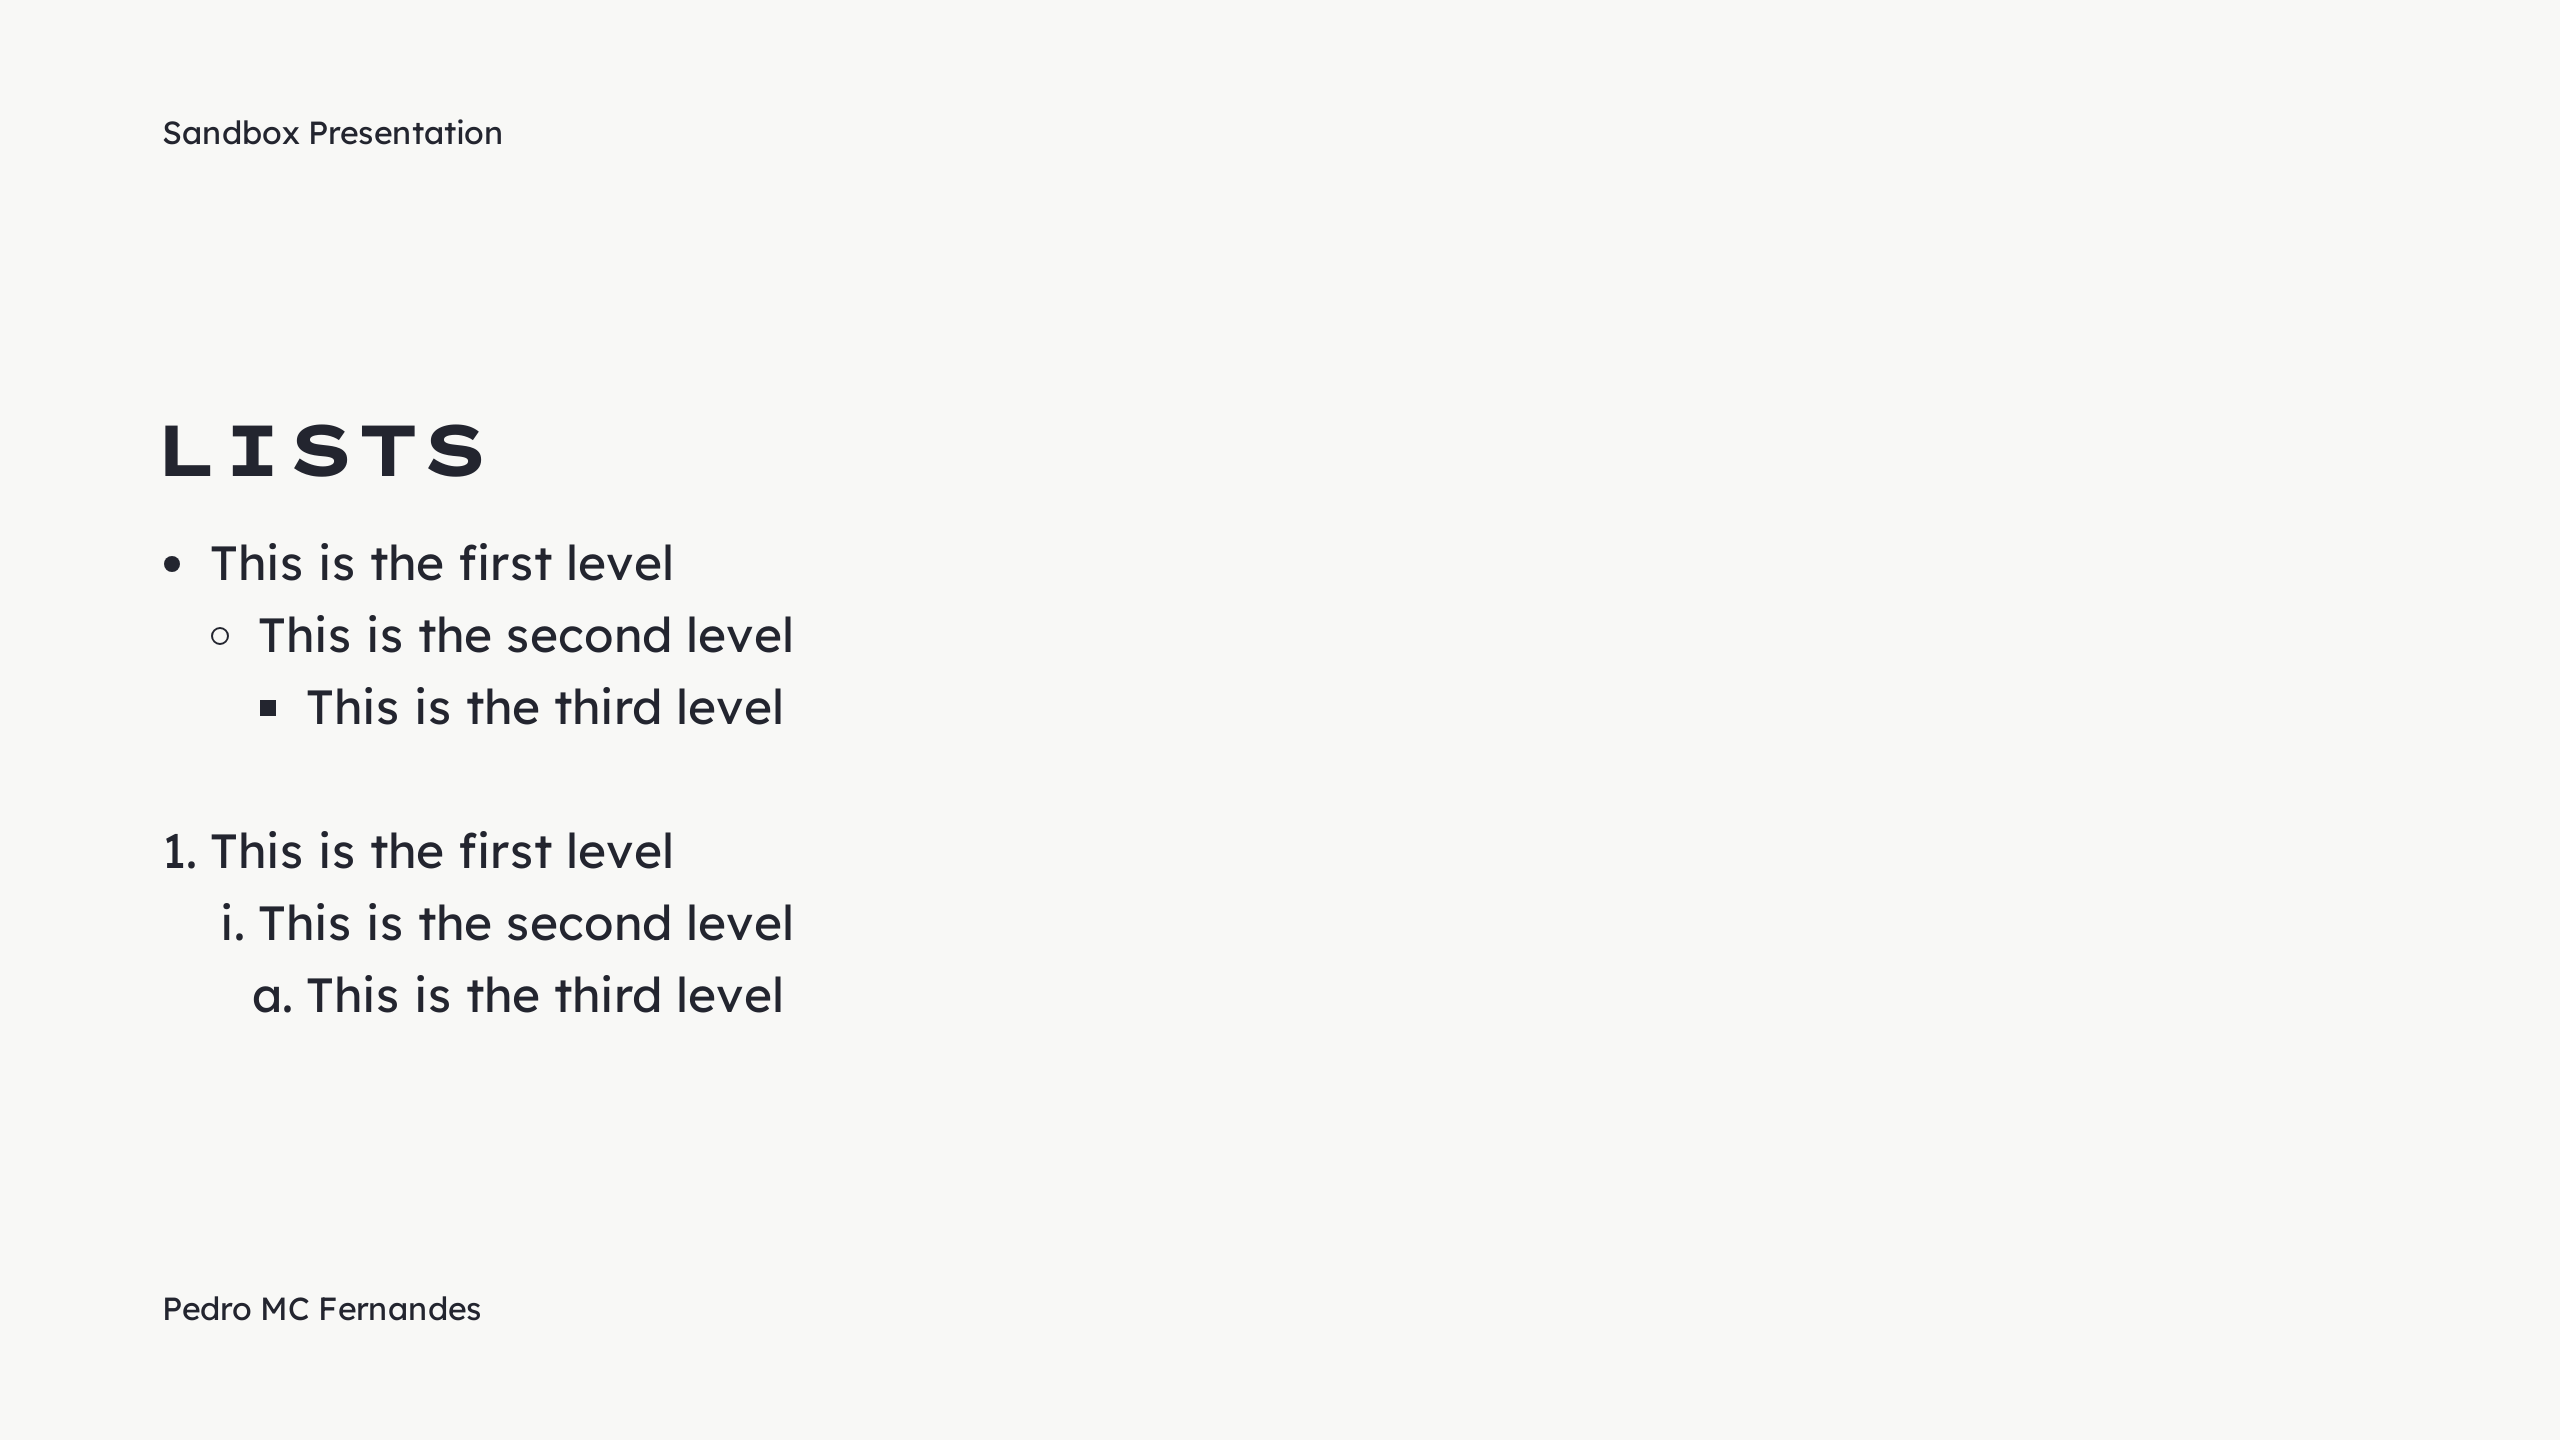 Sandbox Presentation
LISTS
• This is the first level
○ This is the second level
▪ This is the third level
1. This is the first level
i. This is the second level
a. This is the third level
Pedro MC Fernandes